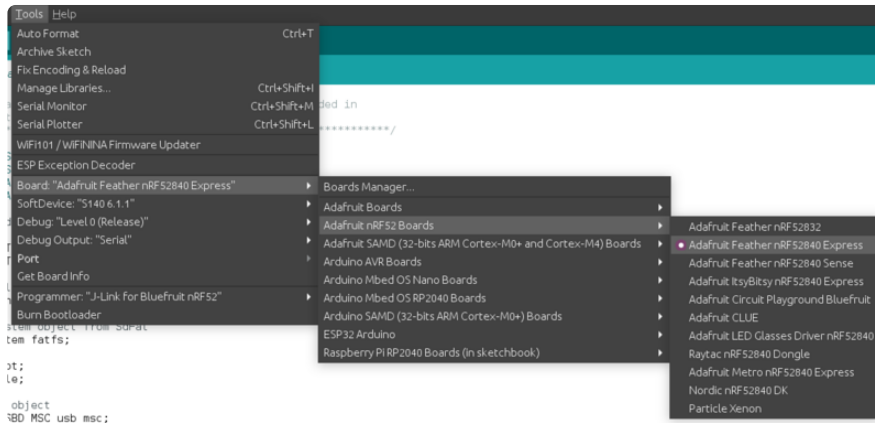 Tools Help
Auto Format Ctrl+T
Archive Sketch
Fix Encoding & Reload
Manage Libraries... Ctrl+Shift+I
Serial Monitor Ctrl+Shift+M
Serial Plotter Ctrl+Shift+L
WiFi101 / WiFiNINA Firmware Updater
ESP Exception Decoder
Board: "Adafruit Feather nRF52840 Express"
SoftDevice: "S140 6.1.1"
Debug: "Level 0 (Release)"
Debug Output: "Serial"
Port
Get Board Info
Programmer: "J-Link for Bluefruit nRF52"
Burn Bootloader
ded in
***********/
Boards Manager...
Adafruit Boards
Adafruit nRF52 Boards
Adafruit SAMD (32-bits ARM Cortex-M0+ and Cortex-M4) Boards
Arduino AVR Boards
Arduino Mbed OS Nano Boards
Arduino Mbed OS RP2040 Boards
Arduino SAMD (32-bits ARM Cortex-M0+) Boards
ESP32 Arduino
Raspberry Pi RP2040 Boards (in sketchbook)
Adafruit Feather nRF52832
Adafruit Feather nRF52840 Express
Adafruit Feather nRF52840 Sense
Adafruit ItsyBitsy nRF52840 Express
Adafruit Circuit Playground Bluefruit
Adafruit CLUE
Adafruit LED Glasses Driver nRF52840
Raytac nRF52840 Dongle
Adafruit Metro nRF52840 Express
Nordic nRF52840 DK
Particle Xenon
stem object from SdFat
tem fatfs;
ot;
le;
object
SBD MSC usb msc;